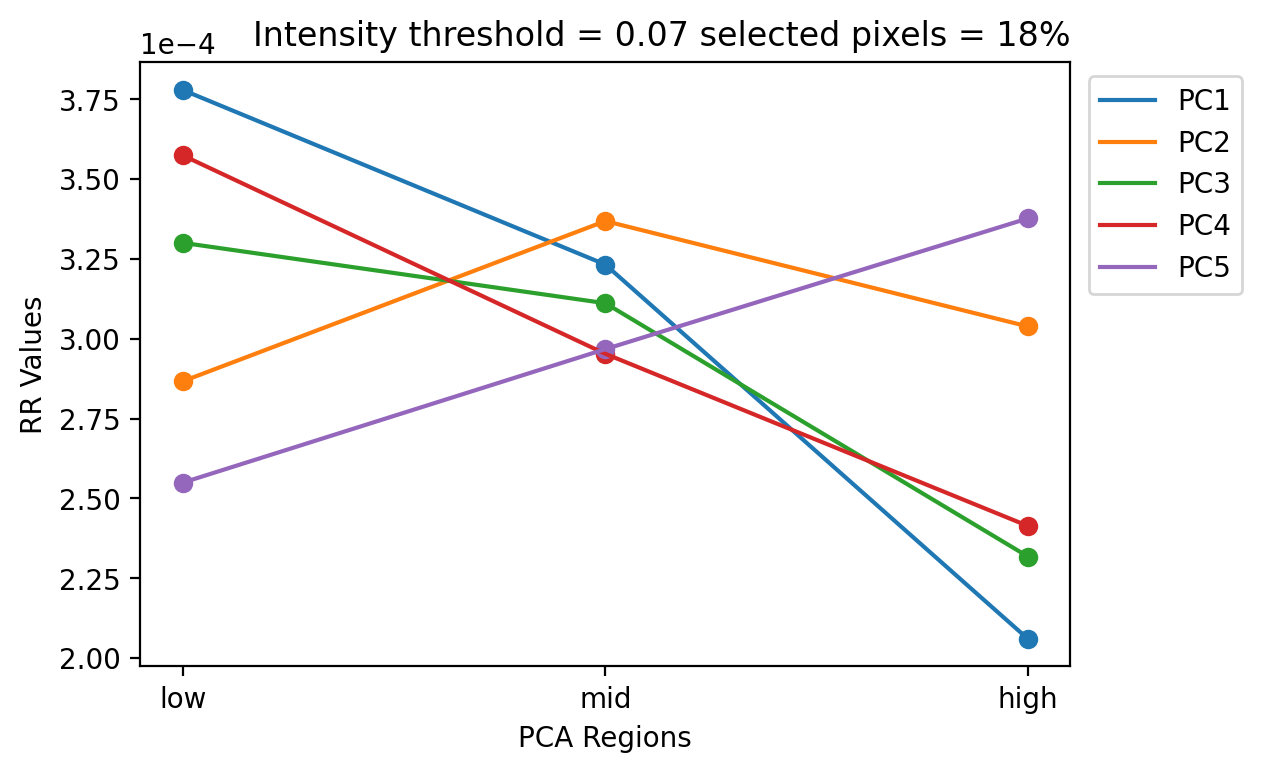 Intensity threshold = 0.07 selected pixels = 18%
1e−4
3.75
3.50
3.25
3.00
2.75
2.50
2.25
2.00
RR Values
low
mid
high
PCA Regions
PC1
PC2
PC3
PC4
PC5